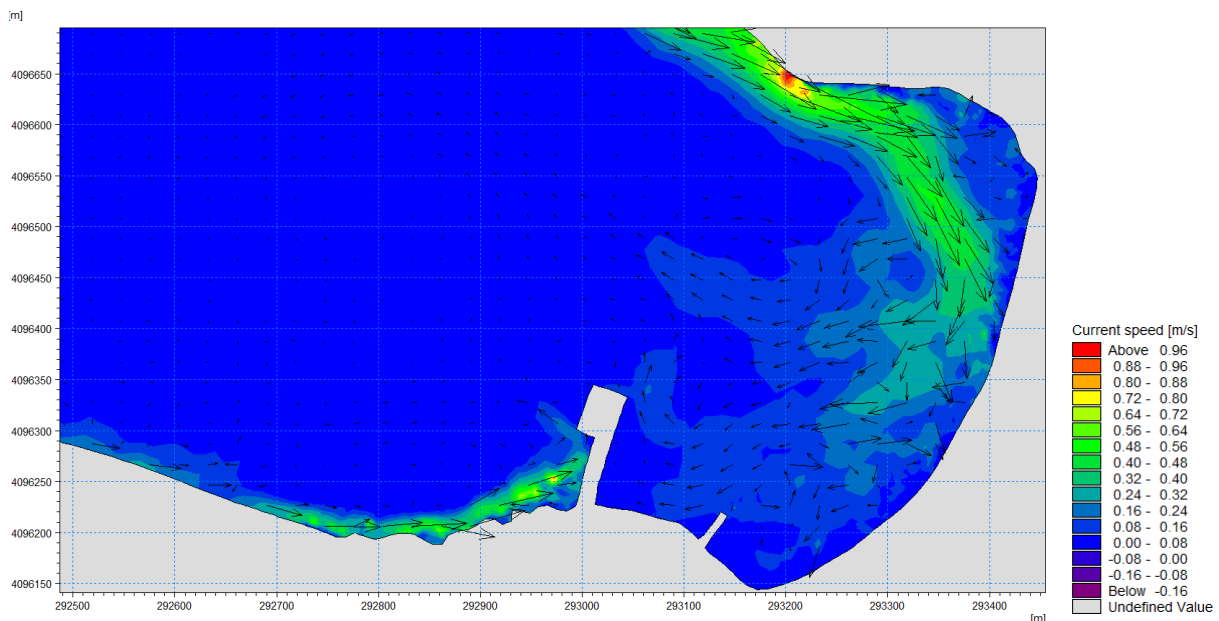 [m]
4096650
4096600
4096550
4096500
4096450
4096400
4096350
4096300
4096250
4096200
4096150
292500 292600 292700 292800 292900 293000 293100 293200 293300 293400
[m]
Current speed [m/s]
Above 0.96
0.88 - 0.96
0.80 - 0.88
0.72 - 0.80
0.64 - 0.72
0.56 - 0.64
0.48 - 0.56
0.40 - 0.48
0.32 - 0.40
0.24 - 0.32
0.16 - 0.24
0.08 - 0.16
0.00 - 0.08
-0.08 - 0.00
-0.16 - -0.08
Below -0.16
Undefined Value